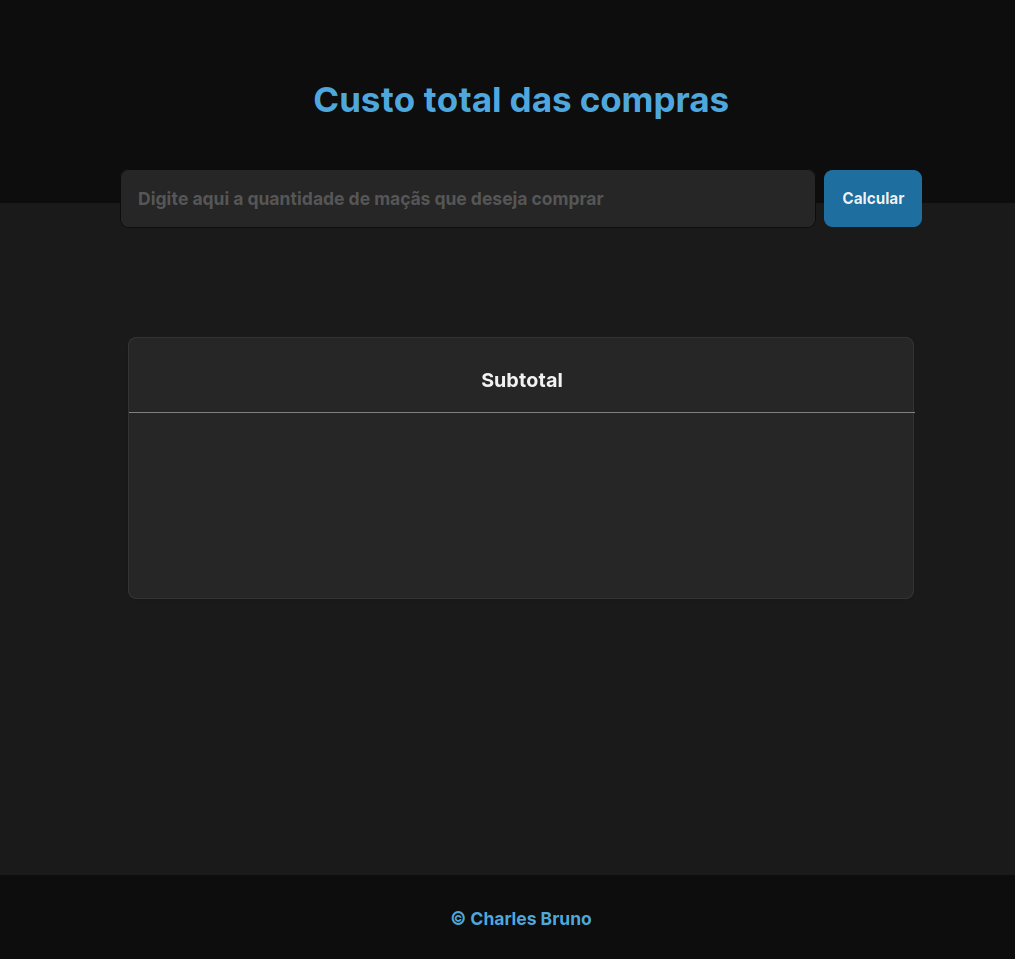 Custo total das compras
Digite aqui a quantidade de maçãs que deseja comprar
Calcular
Subtotal
© Charles Bruno